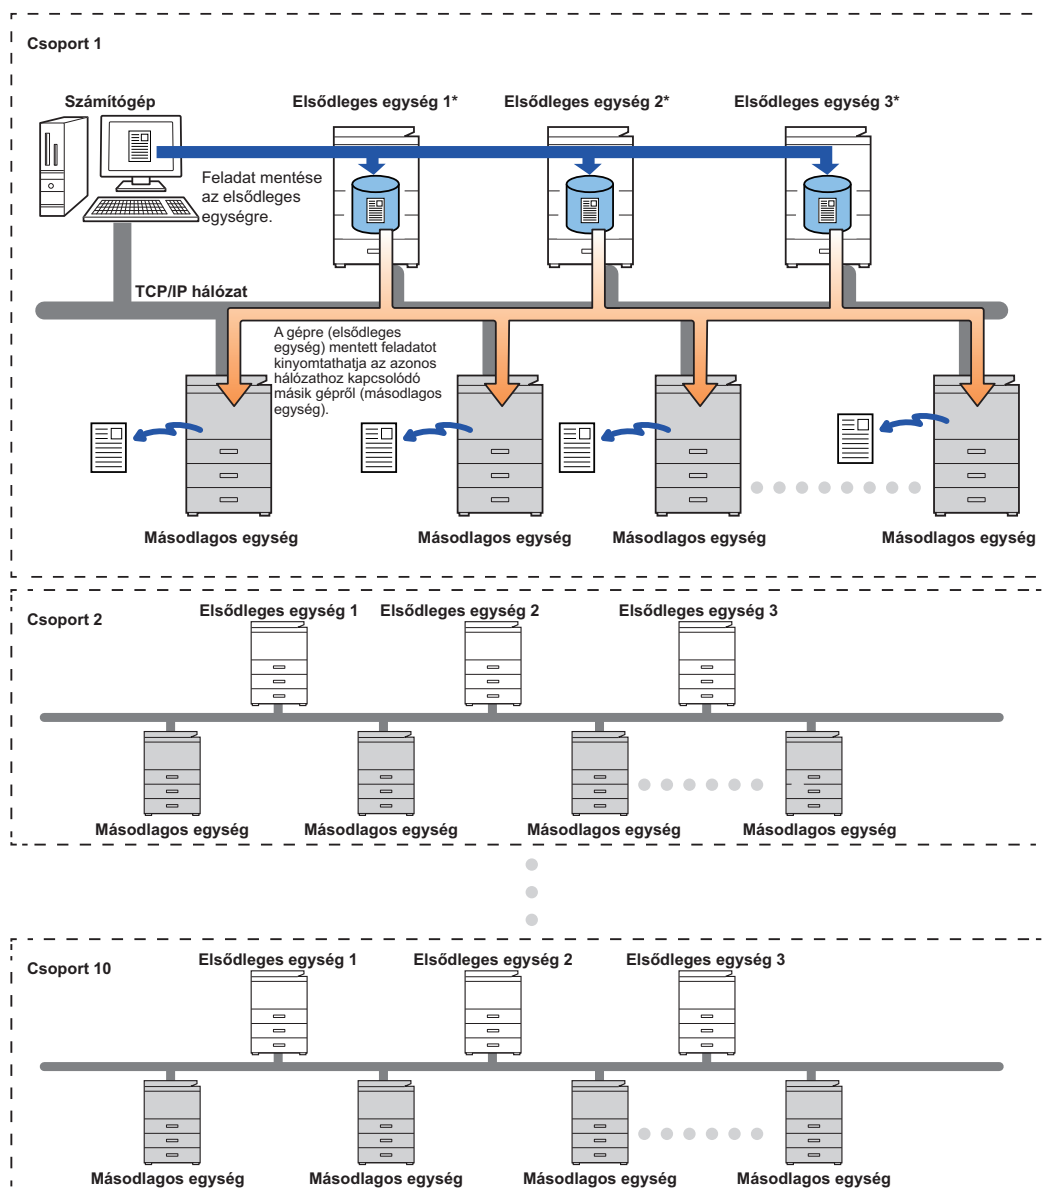 Csoport 1
Számítógép
Elsődleges egység 1*
Elsődleges egység 2*
Elsődleges egység 3*
Feladat mentése
az elsődleges
egységre.
TCP/IP hálózat
A gépre (elsődleges
egység) mentett feladatot
kinyomtathatja az azonos
hálózathoz kapcsolódó
másik gépről (másodlagos
egység).
Másodlagos egység
Másodlagos egység
Másodlagos egység
Másodlagos egység
Csoport 2
Elsődleges egység 1
Elsődleges egység 2
Elsődleges egység 3
Másodlagos egység
Másodlagos egység
Másodlagos egység
Másodlagos egység
Csoport 10
Elsődleges egység 1
Elsődleges egység 2
Elsődleges egység 3
Másodlagos egység
Másodlagos egység
Másodlagos egység
Másodlagos egység